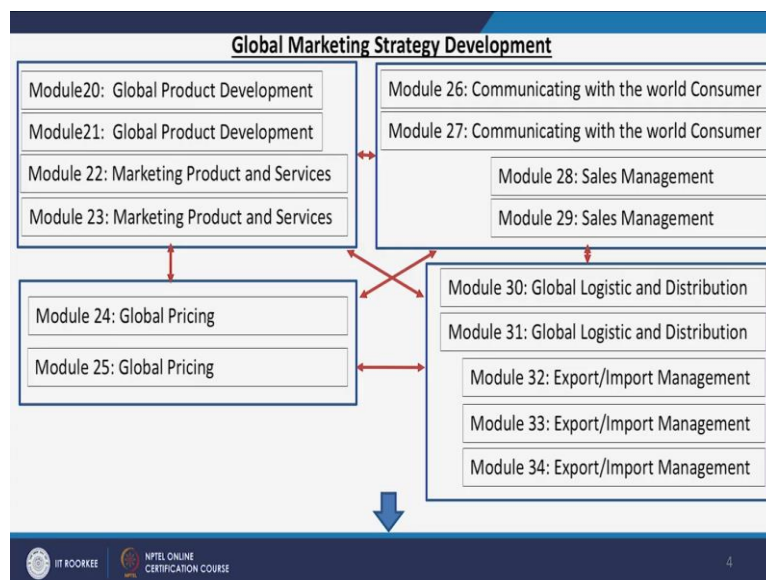 Global Marketing Strategy Development
Module20: Global Product Development
Module21: Global Product Development
Module 22: Marketing Product and Services
Module 23: Marketing Product and Services
Module 26: Communicating with the world Consumer
Module 27: Communicating with the world Consumer
Module 28: Sales Management
Module 29: Sales Management
Module 24: Global Pricing
Module 25: Global Pricing
Module 30: Global Logistic and Distribution
Module 31: Global Logistic and Distribution
Module 32: Export/Import Management
Module 33: Export/Import Management
Module 34: Export/Import Management
IIT ROORKEE
NPTEL ONLINE
CERTIFICATION COURSE
4